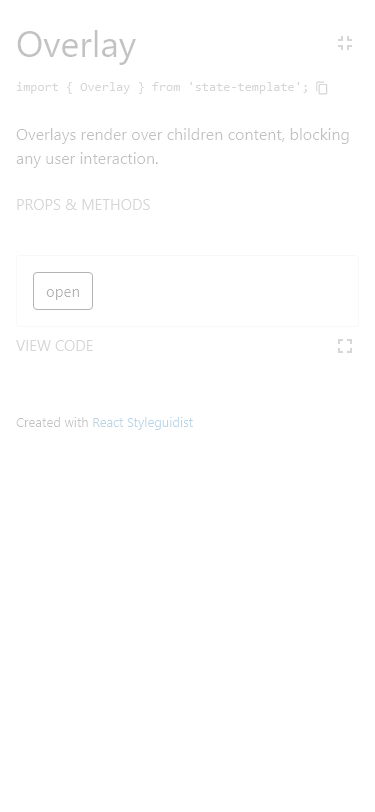 Overlay
import { Overlay } from 'state-template';
Overlays render over children content, blocking
any user interaction.
PROPS & METHODS
open
VIEW CODE
Created with React Styleguidist